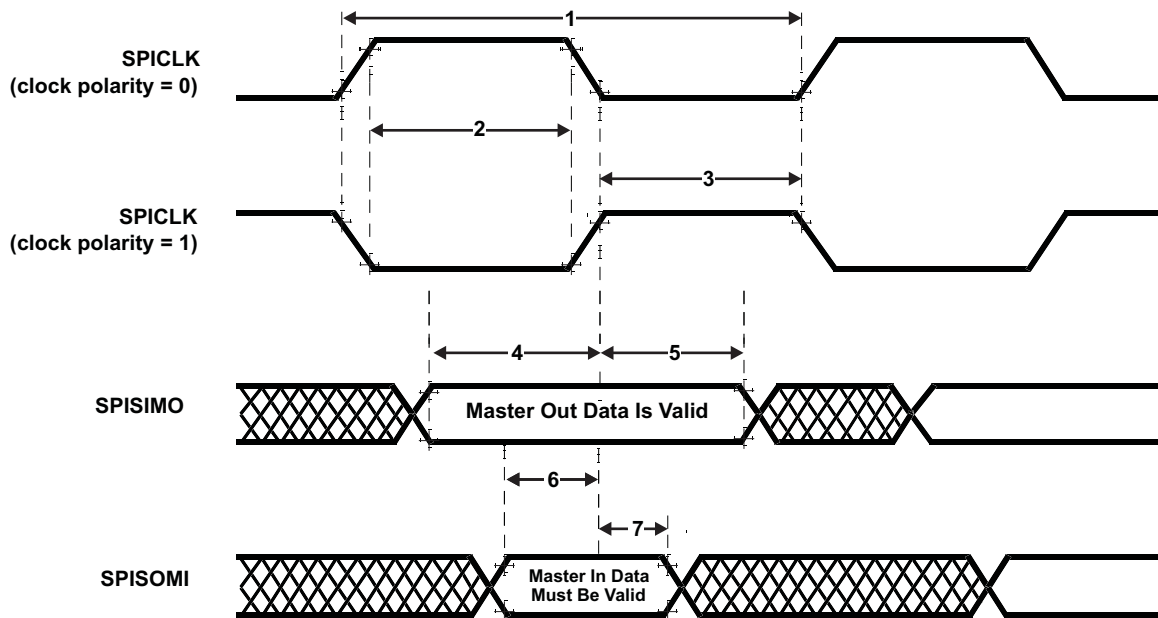 1
SPICLK
(clock polarity = 0)
2
3
SPICLK
(clock polarity = 1)
4
5
SPISIMO
Master Out Data Is Valid
6
7
SPISOMI
Master In Data
Must Be Valid